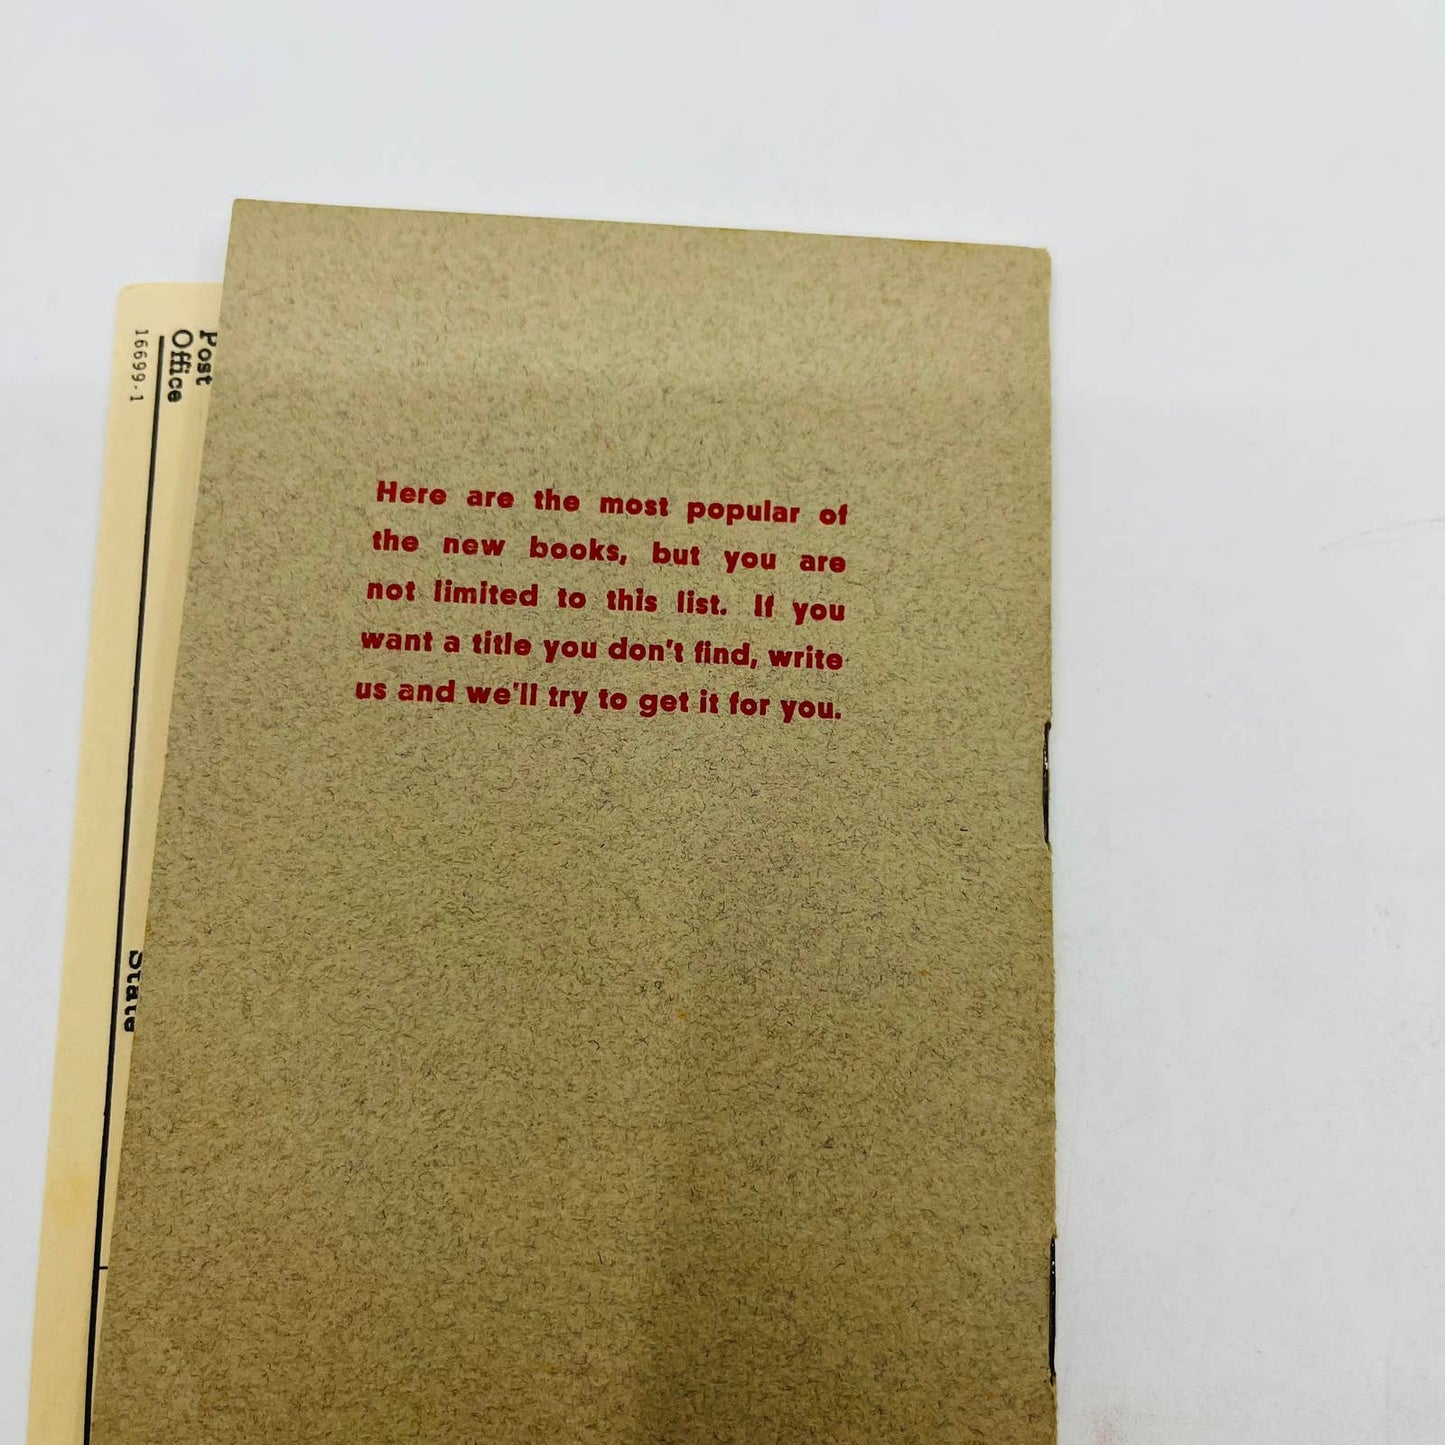 Here are the most popular of
the new books, but you are
not limited to this list. If you
want a title you don't find, write
us and we'll try to get it for you.
Post
Office
16699·1
State